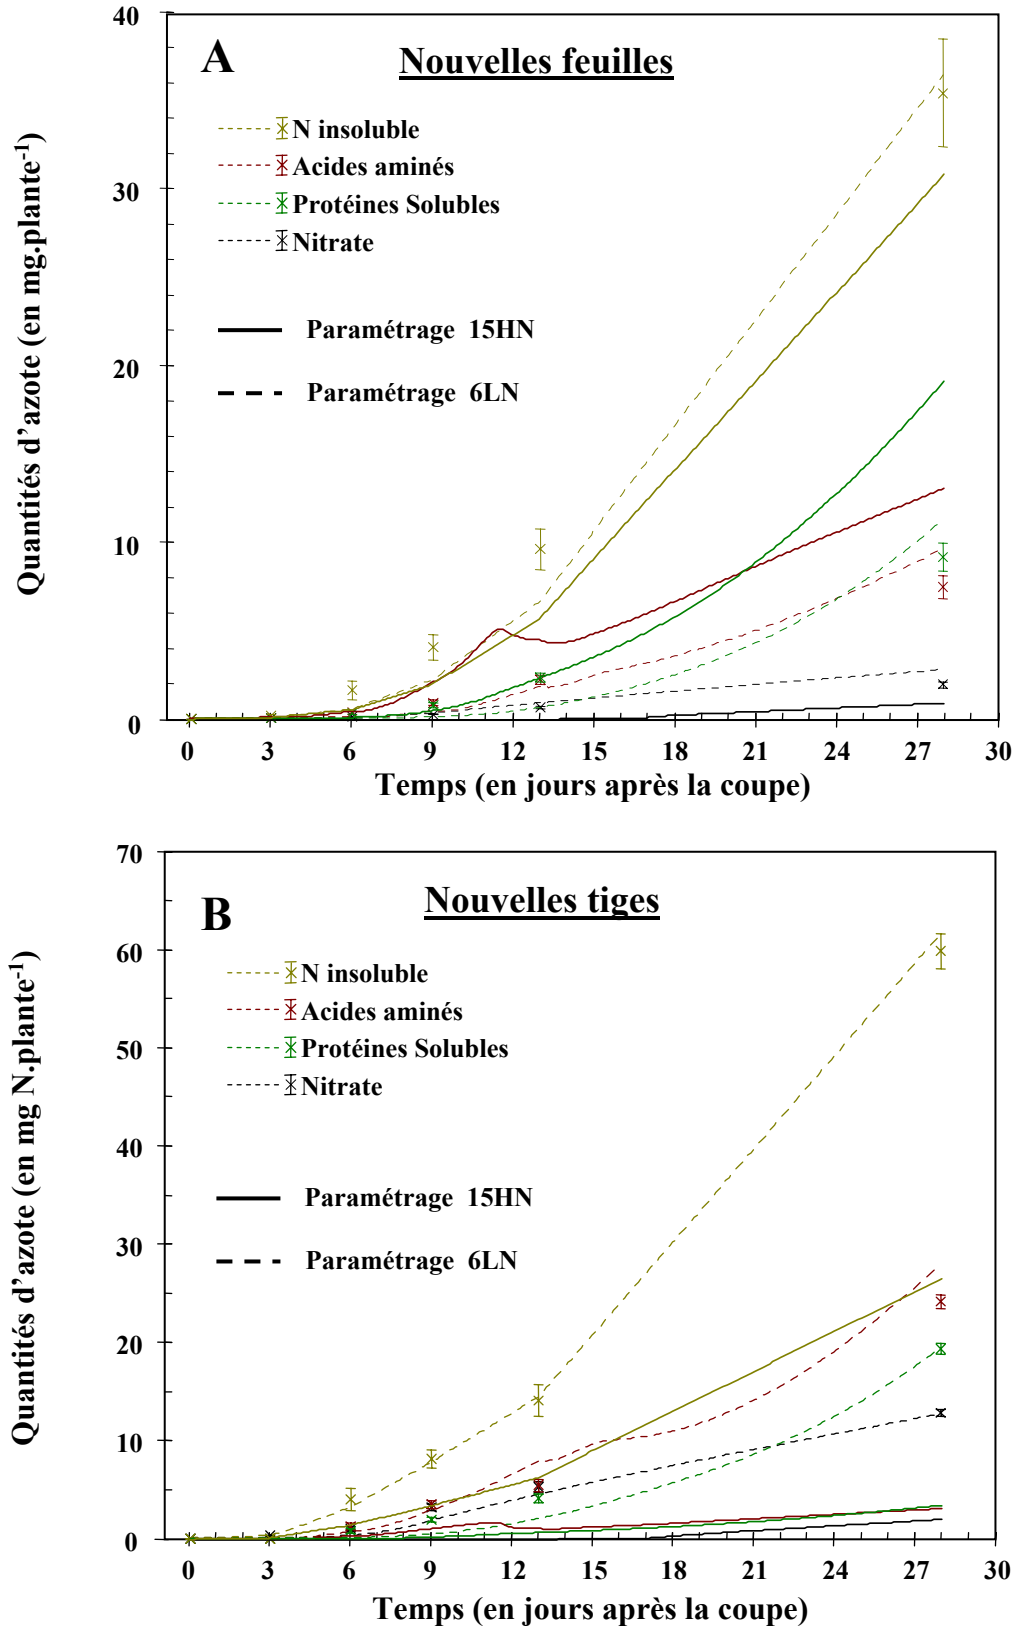 A
Nouvelles feuilles
N insoluble
Acides aminés
Protéines Solubles
Nitrate
Paramétrage 15HN
Paramétrage 6LN
Quantités d'azote (en mg.plante-1)
40
30
20
10
0
0 3 6 9 12 15 18 21 24 27 30
Temps (en jours après la coupe)
B
Nouvelles tiges
N insoluble
Acides aminés
Protéines Solubles
Nitrate
Paramétrage 15HN
Paramétrage 6LN
Quantités d'azote (en mg N.plante-1)
70
60
50
40
30
20
10
0
0 3 6 9 12 15 18 21 24 27 30
Temps (en jours après la coupe)